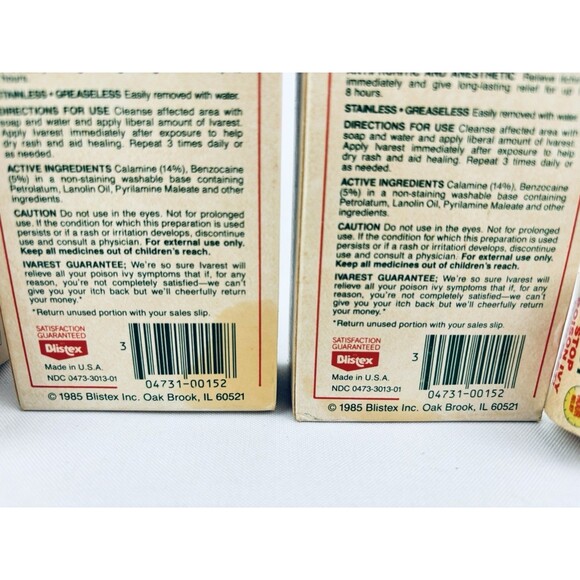 hours.
STAINLESS • GREASELESS Easily removed with water.
DIRECTIONS FOR USE Cleanse affected area with
soap and water and apply liberal amount of Ivarest.
Apply Ivarest immediately after exposure to help
dry rash and aid healing. Repeat 3 times daily or
as needed.
ACTIVE INGREDIENTS Calamine (14%), Benzocaine
(5%) in a non-staining washable base containing
Petrolatum, Lanolin Oil, Pyrilamine Maleate and other
ingredients.
CAUTION Do not use in the eyes. Not for prolonged
use. If the condition for which this preparation is used
persists or if a rash or irritation develops, discontinue
use and consult a physician. For external use only.
Keep all medicines out of children's reach.
IVAREST GUARANTEE; We're so sure Ivarest will
relieve all your poison ivy symptoms that if, for any
reason, you're not completely satisfied—we can't
give you your itch back but we'll cheerfully return
your money.*
*Return unused portion with your sales slip.
SATISFACTION
GUARANTEED
Blistex
Made in U.S.A.
NDC 0473-3013-01
3
04731-00152
© 1985 Blistex Inc. Oak Brook, IL 60521
AND ANESTHETIC Relieve
immediately and give long-lasting relief for up
8 hours.
STAINLESS • GREASELESS Easily removed with water.
DIRECTIONS FOR USE Cleanse affected area with
soap and water and apply liberal amount of Ivarest.
Apply Ivarest immediately after exposure to help
dry rash and aid healing. Repeat 3 times daily or
as needed.
ACTIVE INGREDIENTS Calamine (14%), Benzocaine
(5%) in a non-staining washable base containing
Petrolatum, Lanolin Oil, Pyrilamine Maleate and other
ingredients.
CAUTION Do not use in the eyes. Not for prolonged
use. If the condition for which this preparation is used
persists or if a rash or irritation develops, discontinue
use and consult a physician. For external use only.
Keep all medicines out of children's reach.
IVAREST GUARANTEE; We're so sure Ivarest will
relieve all your poison ivy symptoms that if, for any
reason, you're not completely satisfied—we can't
give you your itch back but we'll cheerfully return
your money.*
*Return unused portion with your sales slip.
SATISFACTION
GUARANTEED
Blistex
Made in U.S.A.
NDC 0473-3013-01
3
04731-00152
© 1985 Blistex Inc. Oak Brook, IL 60521
STOP